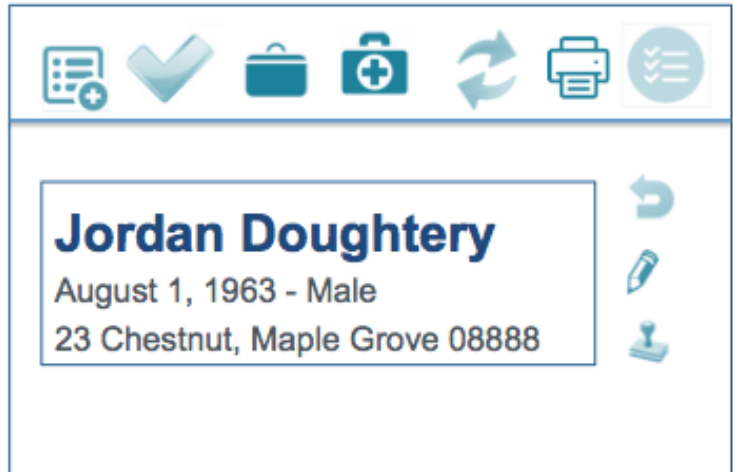 Jordan Doughtery
August 1, 1963 - Male
23 Chestnut, Maple Grove 08888